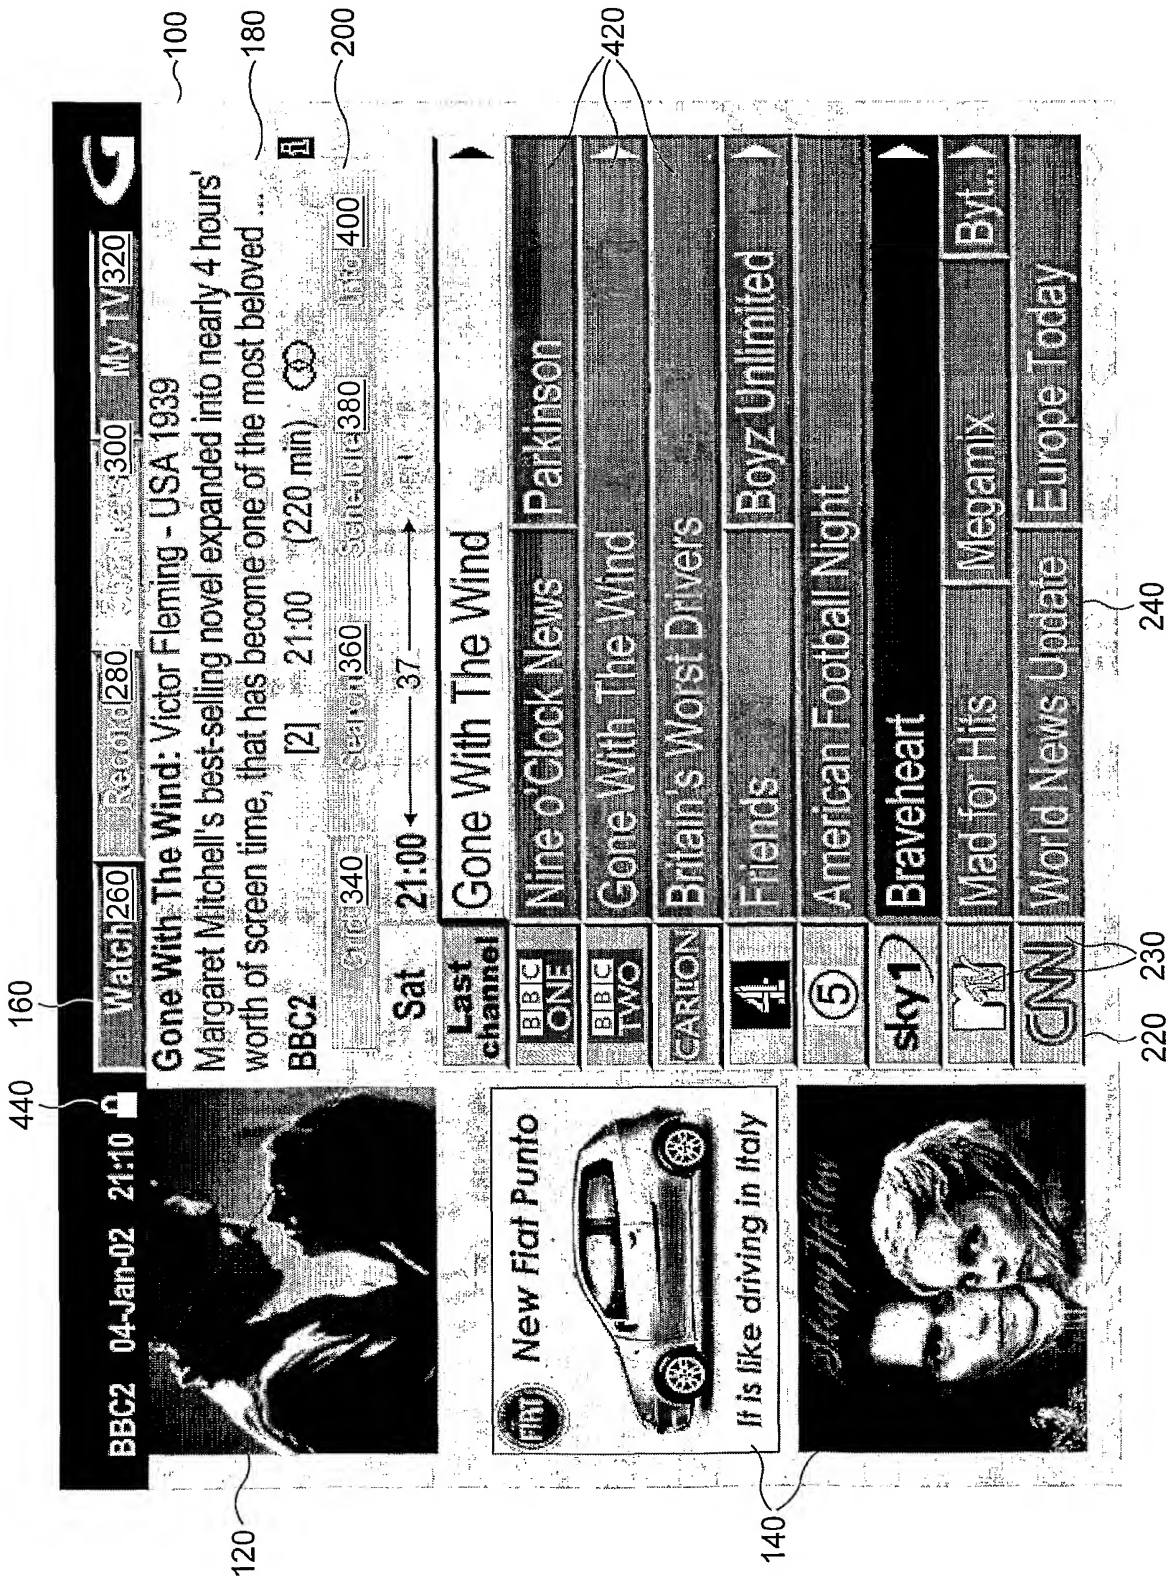 BBC2 04-Jan-02 21:10
440
160
Watch 260
Record 280
300
My TV 320
100
Gone With The Wind: Victor Fleming - USA 1939
Margaret Mitchell's best-selling novel expanded into nearly 4 hours'
worth of screen time, that has become one of the most beloved ...
180
BBC2 [2] 21:00 (220 min)
Grid 340
Search 360
Schedule 380
Info 400
200
Sat 21:00
37
Last
channel
Gone With The Wind
BBC
ONE
Nine o'Clock News
Parkinson
420
BBC
TWO
Gone With The Wind
CARLTON
Britain's Worst Drivers
4
Friends
Boyz Unlimited
5
American Football Night
sky1
Braveheart
Mad for Hits
Megamix
Byt...
CNN
World News Update
Europe Today
220
230
240
120
FIAT
New Fiat Punto
It is like driving in Italy
140